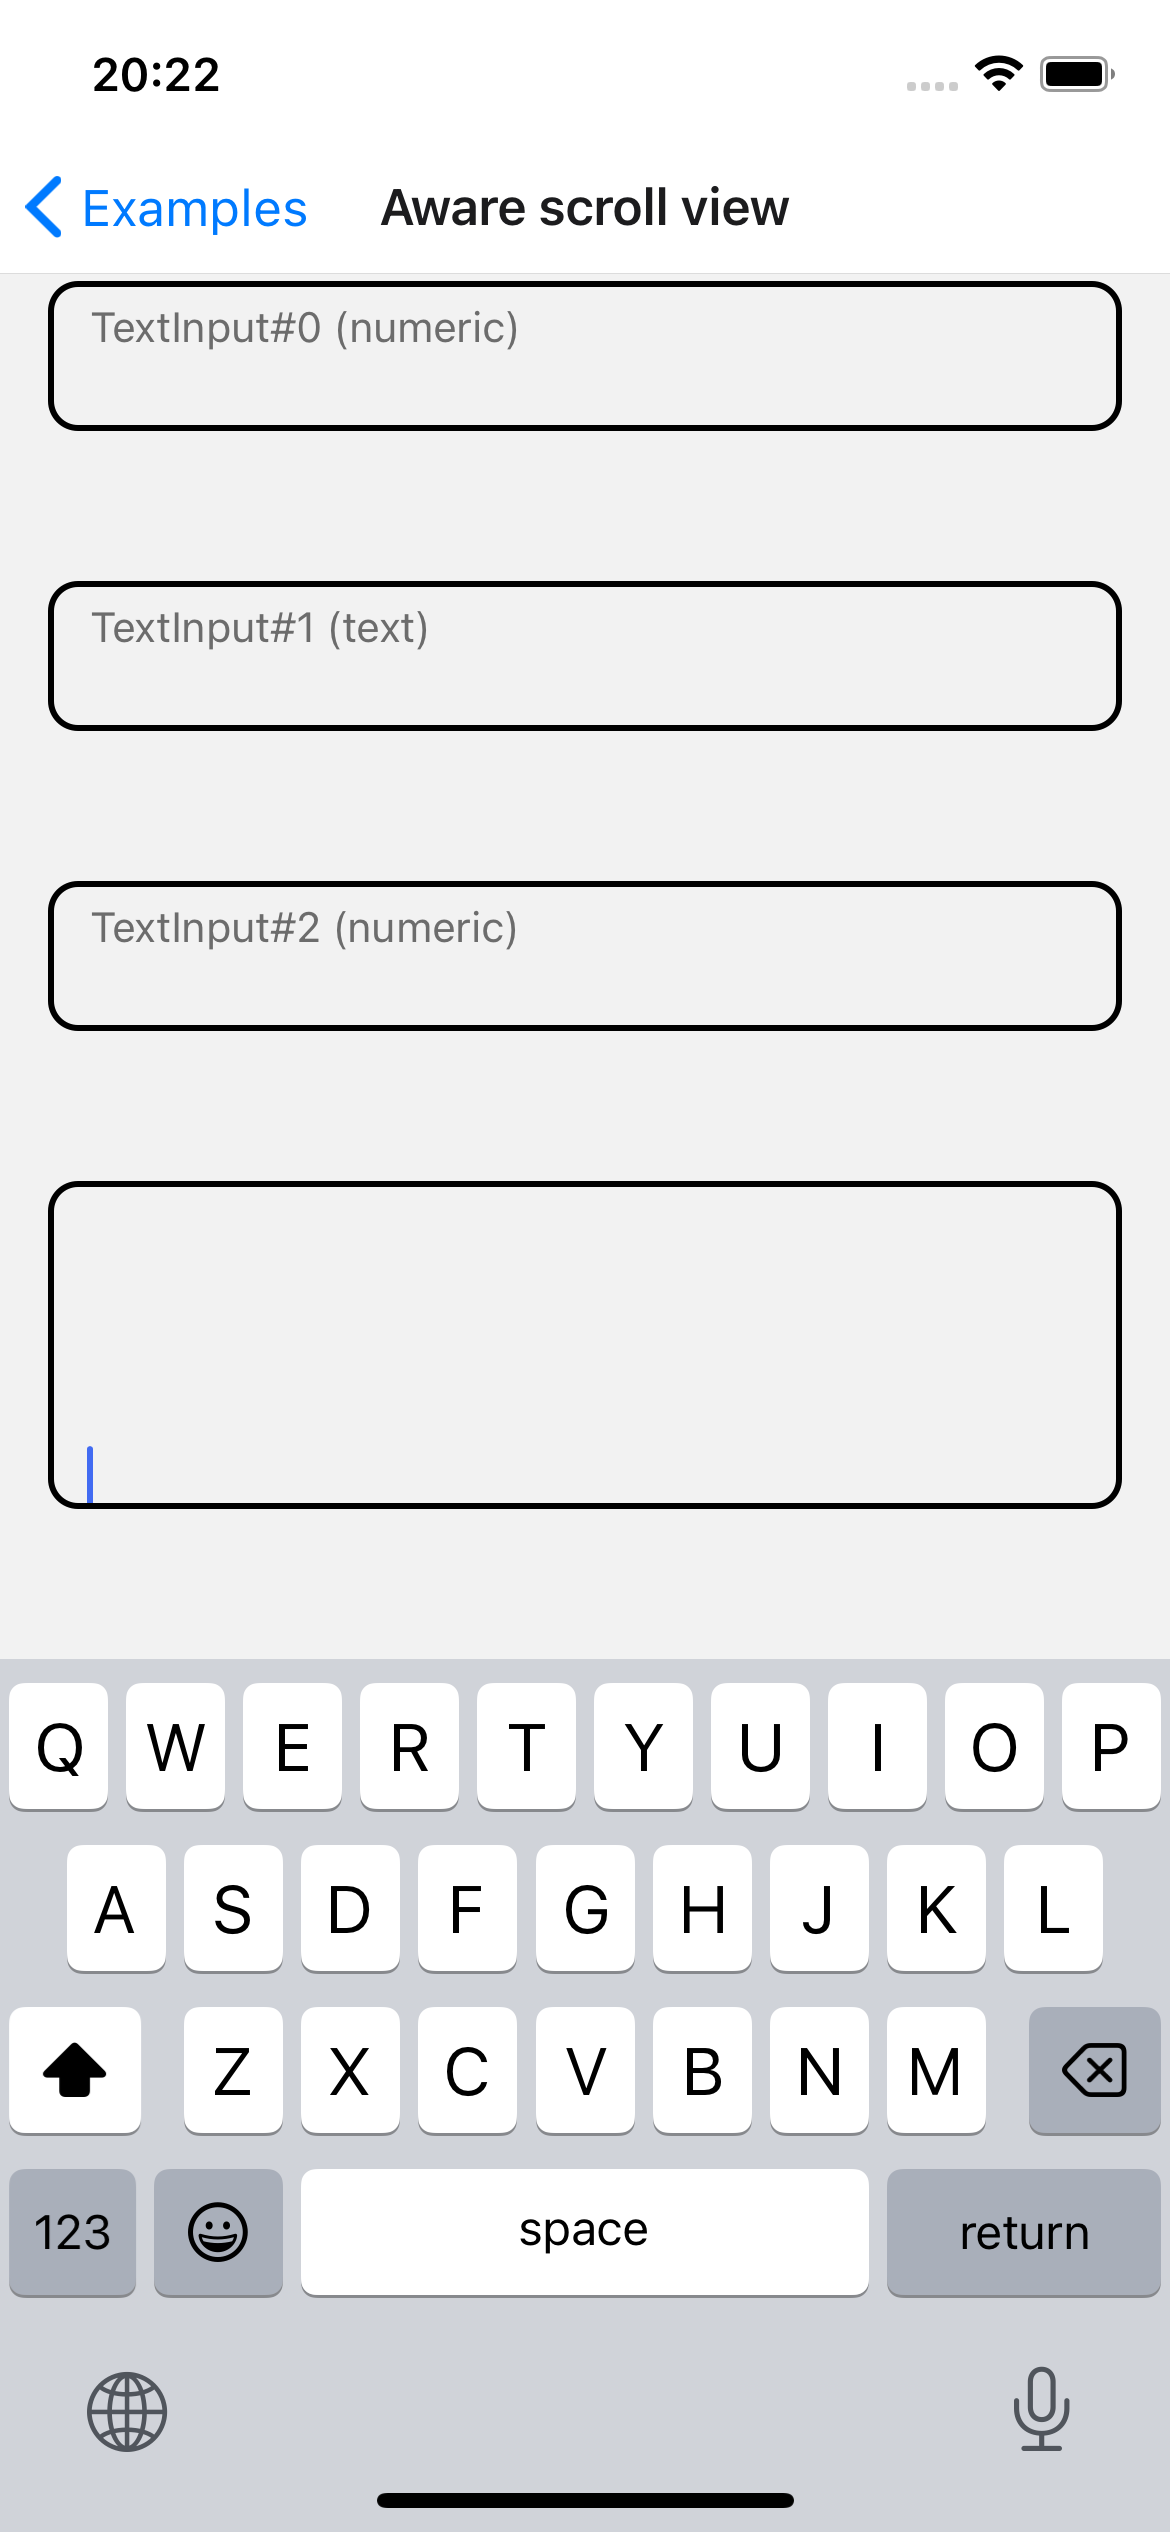 20:22
Examples
Aware scroll view
TextInput#0 (numeric)
TextInput#1 (text)
TextInput#2 (numeric)
Q W E R T Y U I O P
A S D F G H J K L
Z X C V B N M
123 space return